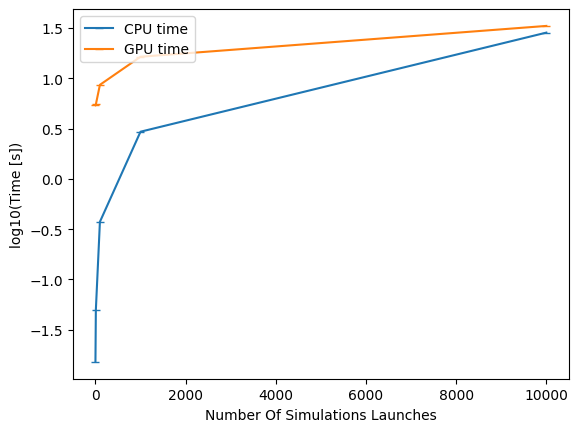 CPU time
GPU time
1.5
1.0
0.5
0.0
−0.5
−1.0
−1.5
log10(Time [s])
0 2000 4000 6000 8000 10000
Number Of Simulations Launches